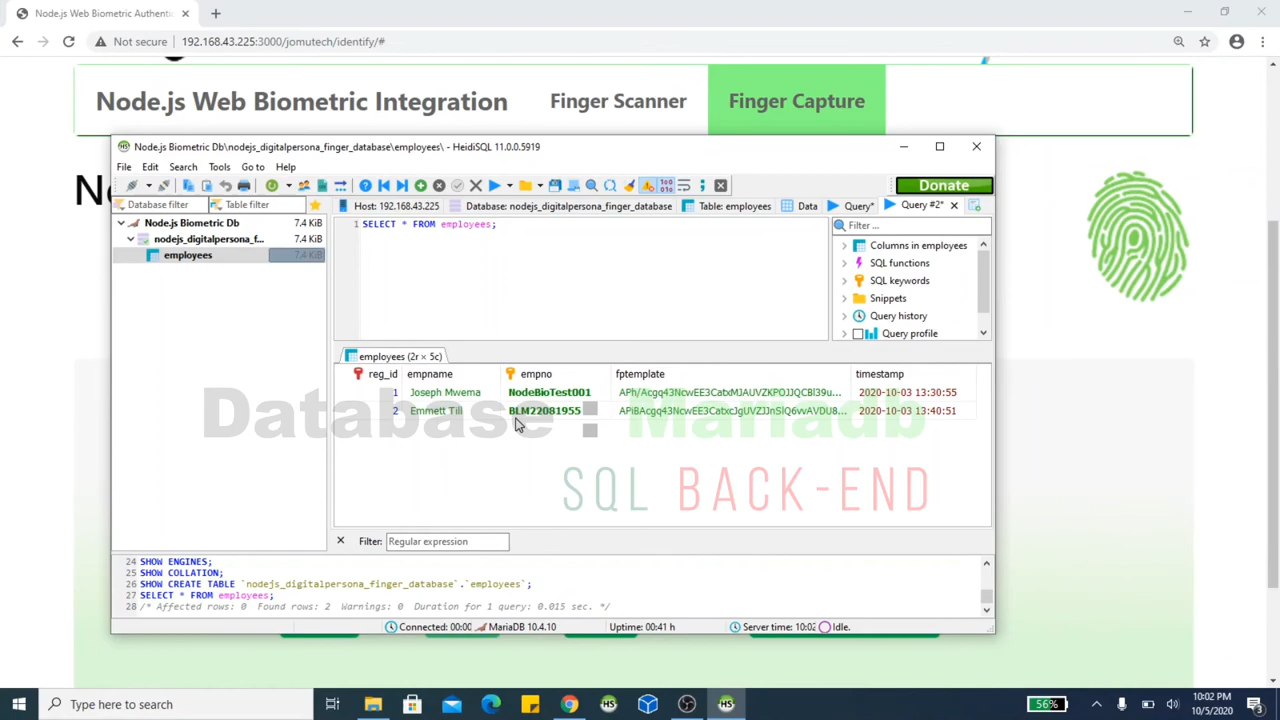 Node.js Web Biometric Authenti
Not secure 192.168.43.225:3000/jomutech/identify/#
Node.js Web Biometric Integration Finger Scanner Finger Capture
Node.js Biometric Db\nodejs_digitalpersona_finger_database\employees\ - HeidiSQL 11.0.0.5919
File Edit Search Tools Go to Help
Donate
Database filter Table filter
Host: 192.168.43.225 Database: nodejs_digitalpersona_finger_database Table: employees Data Query* Query #2*
Node.js Biometric Db 7.4 KiB
nodejs_digitalpersona_f... 7.4 KiB
employees 7.4 KiB
1 SELECT * FROM employees;
Filter...
Columns in employees
SQL functions
SQL keywords
Snippets
Query history
Query profile
employees (2r × 5c)
reg_id empname empno fptemplate timestamp
1 Joseph Mwema NodeBioTest001 2020-10-03 13:30:55
2 Emmett Till BLM22081955 2020-10-03 13:40:51
Database : Mariadb
SQL BACK-END
Filter: Regular expression
24 SHOW ENGINES;
25 SHOW COLLATION;
26 SHOW CREATE TABLE `nodejs_digitalpersona_finger_database`.`employees`;
27 SELECT * FROM employees;
28 /* Affected rows: 0 Found rows: 2 Warnings: 0 Duration for 1 query: 0.015 sec. */
Connected: 00:00 MariaDB 10.4.10 Uptime: 00:41 h Server time: 10:02 Idle.
Type here to search
56%
10:02 PM
10/5/2020
3